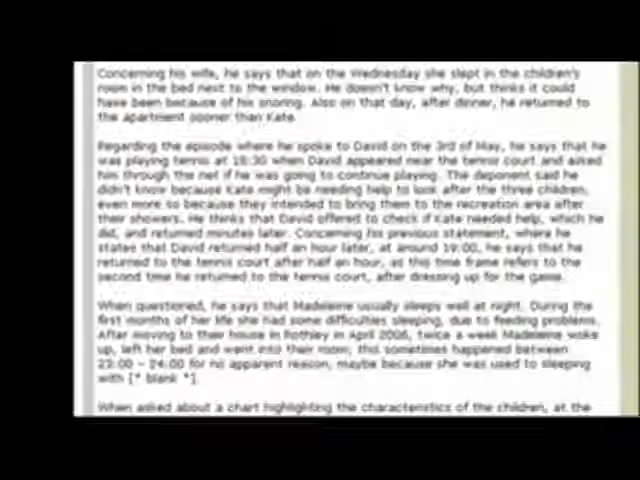 Concerning his wife, he says that on the Wednesday she slept in the children's
room in the bed next to the window. He doesn't know why, but thinks it could
have been because of his snoring. Also on that day, after dinner, he returned to
the apartment sooner than Kate.
Regarding the episode where he spoke to David on the 3rd of May, he says that he
was playing tennis at 18:30 when David appeared near the tennis court and asked
him through the net if he was going to continue playing. The deponent said he
didn't know because Kate might be needing help to look after the three children,
even more so because they intended to bring them to the recreation area after
their showers. He thinks that David offered to check if Kate needed help, which he
did, and returned minutes later. Concerning his previous statement, where he
states that David returned half an hour later, at around 19:00, he says that he
returned to the tennis court after half an hour, as this time frame refers to the
second time he returned to the tennis court, after dressing up for the game.
When questioned, he says that Madeleine usually sleeps well at night. During the
first months of her life she had some difficulties sleeping, due to feeding problems.
After moving to their house in Rothley in April 2006, twice a week Madeleine woke
up, left her bed and went into their room; this sometimes happened between
23:00 - 24:00 for no apparent reason, maybe because she was used to sleeping
with [* blank *]
When asked about a chart highlighting the characteristics of the children, at the